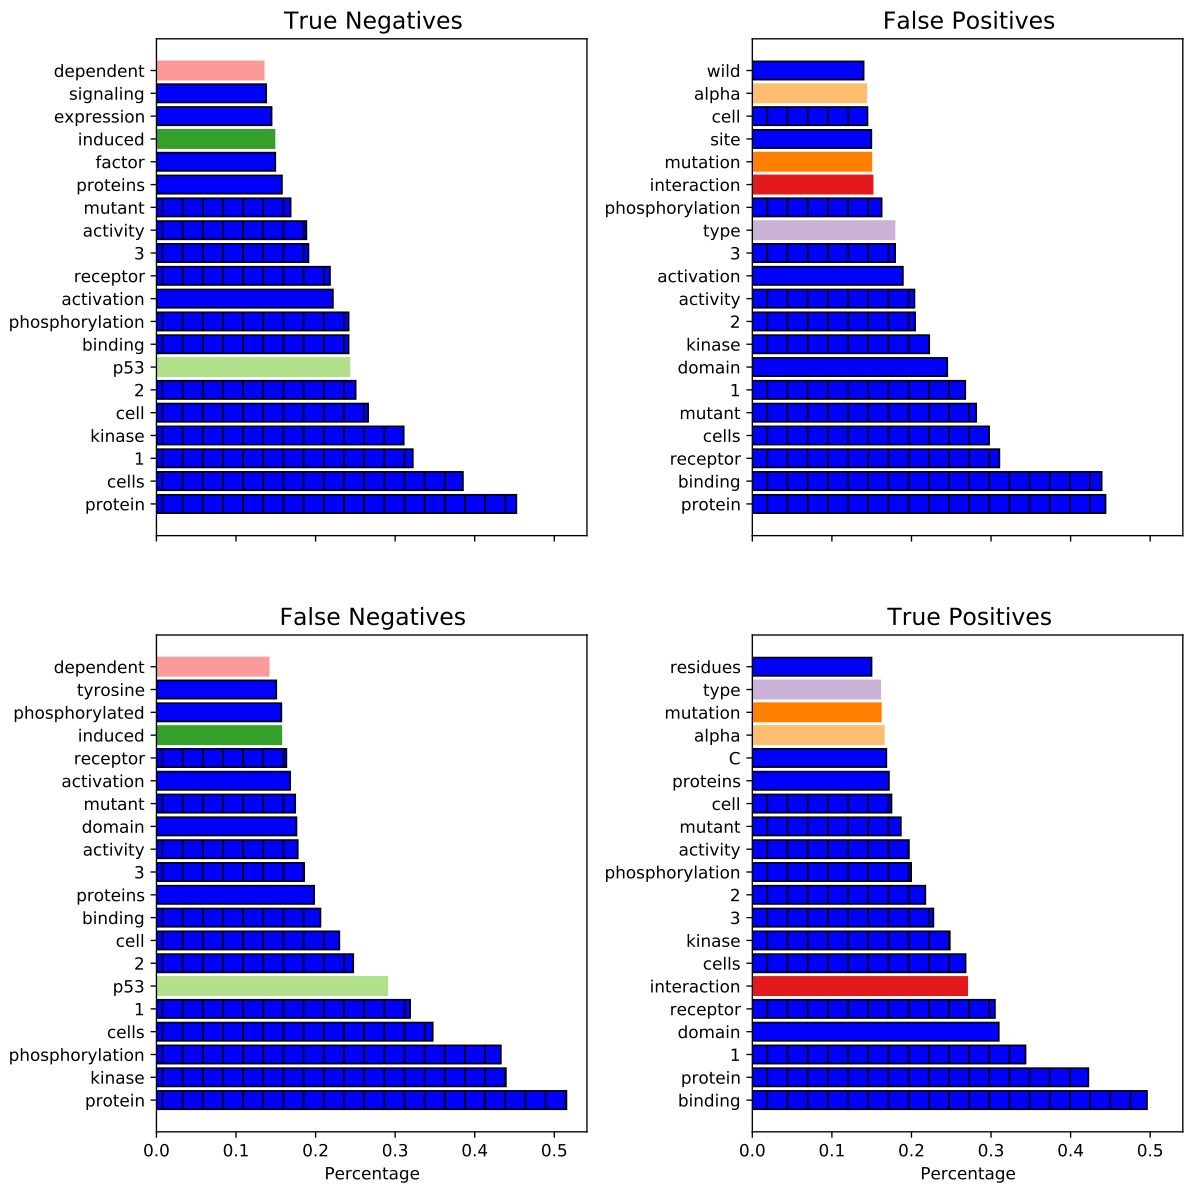 True Negatives
dependent
signaling
expression
induced
factor
proteins
mutant
activity
3
receptor
activation
phosphorylation
binding
p53
2
cell
kinase
1
cells
protein
False Positives
wild
alpha
cell
site
mutation
interaction
phosphorylation
type
3
activation
activity
2
kinase
domain
1
mutant
cells
receptor
binding
protein
False Negatives
dependent
tyrosine
phosphorylated
induced
receptor
activation
mutant
domain
activity
3
proteins
binding
cell
2
p53
1
cells
phosphorylation
kinase
protein
0.0 0.1 0.2 0.3 0.4 0.5
Percentage
True Positives
residues
type
mutation
alpha
C
proteins
cell
mutant
activity
phosphorylation
2
3
kinase
cells
interaction
receptor
domain
1
protein
binding
0.0 0.1 0.2 0.3 0.4 0.5
Percentage